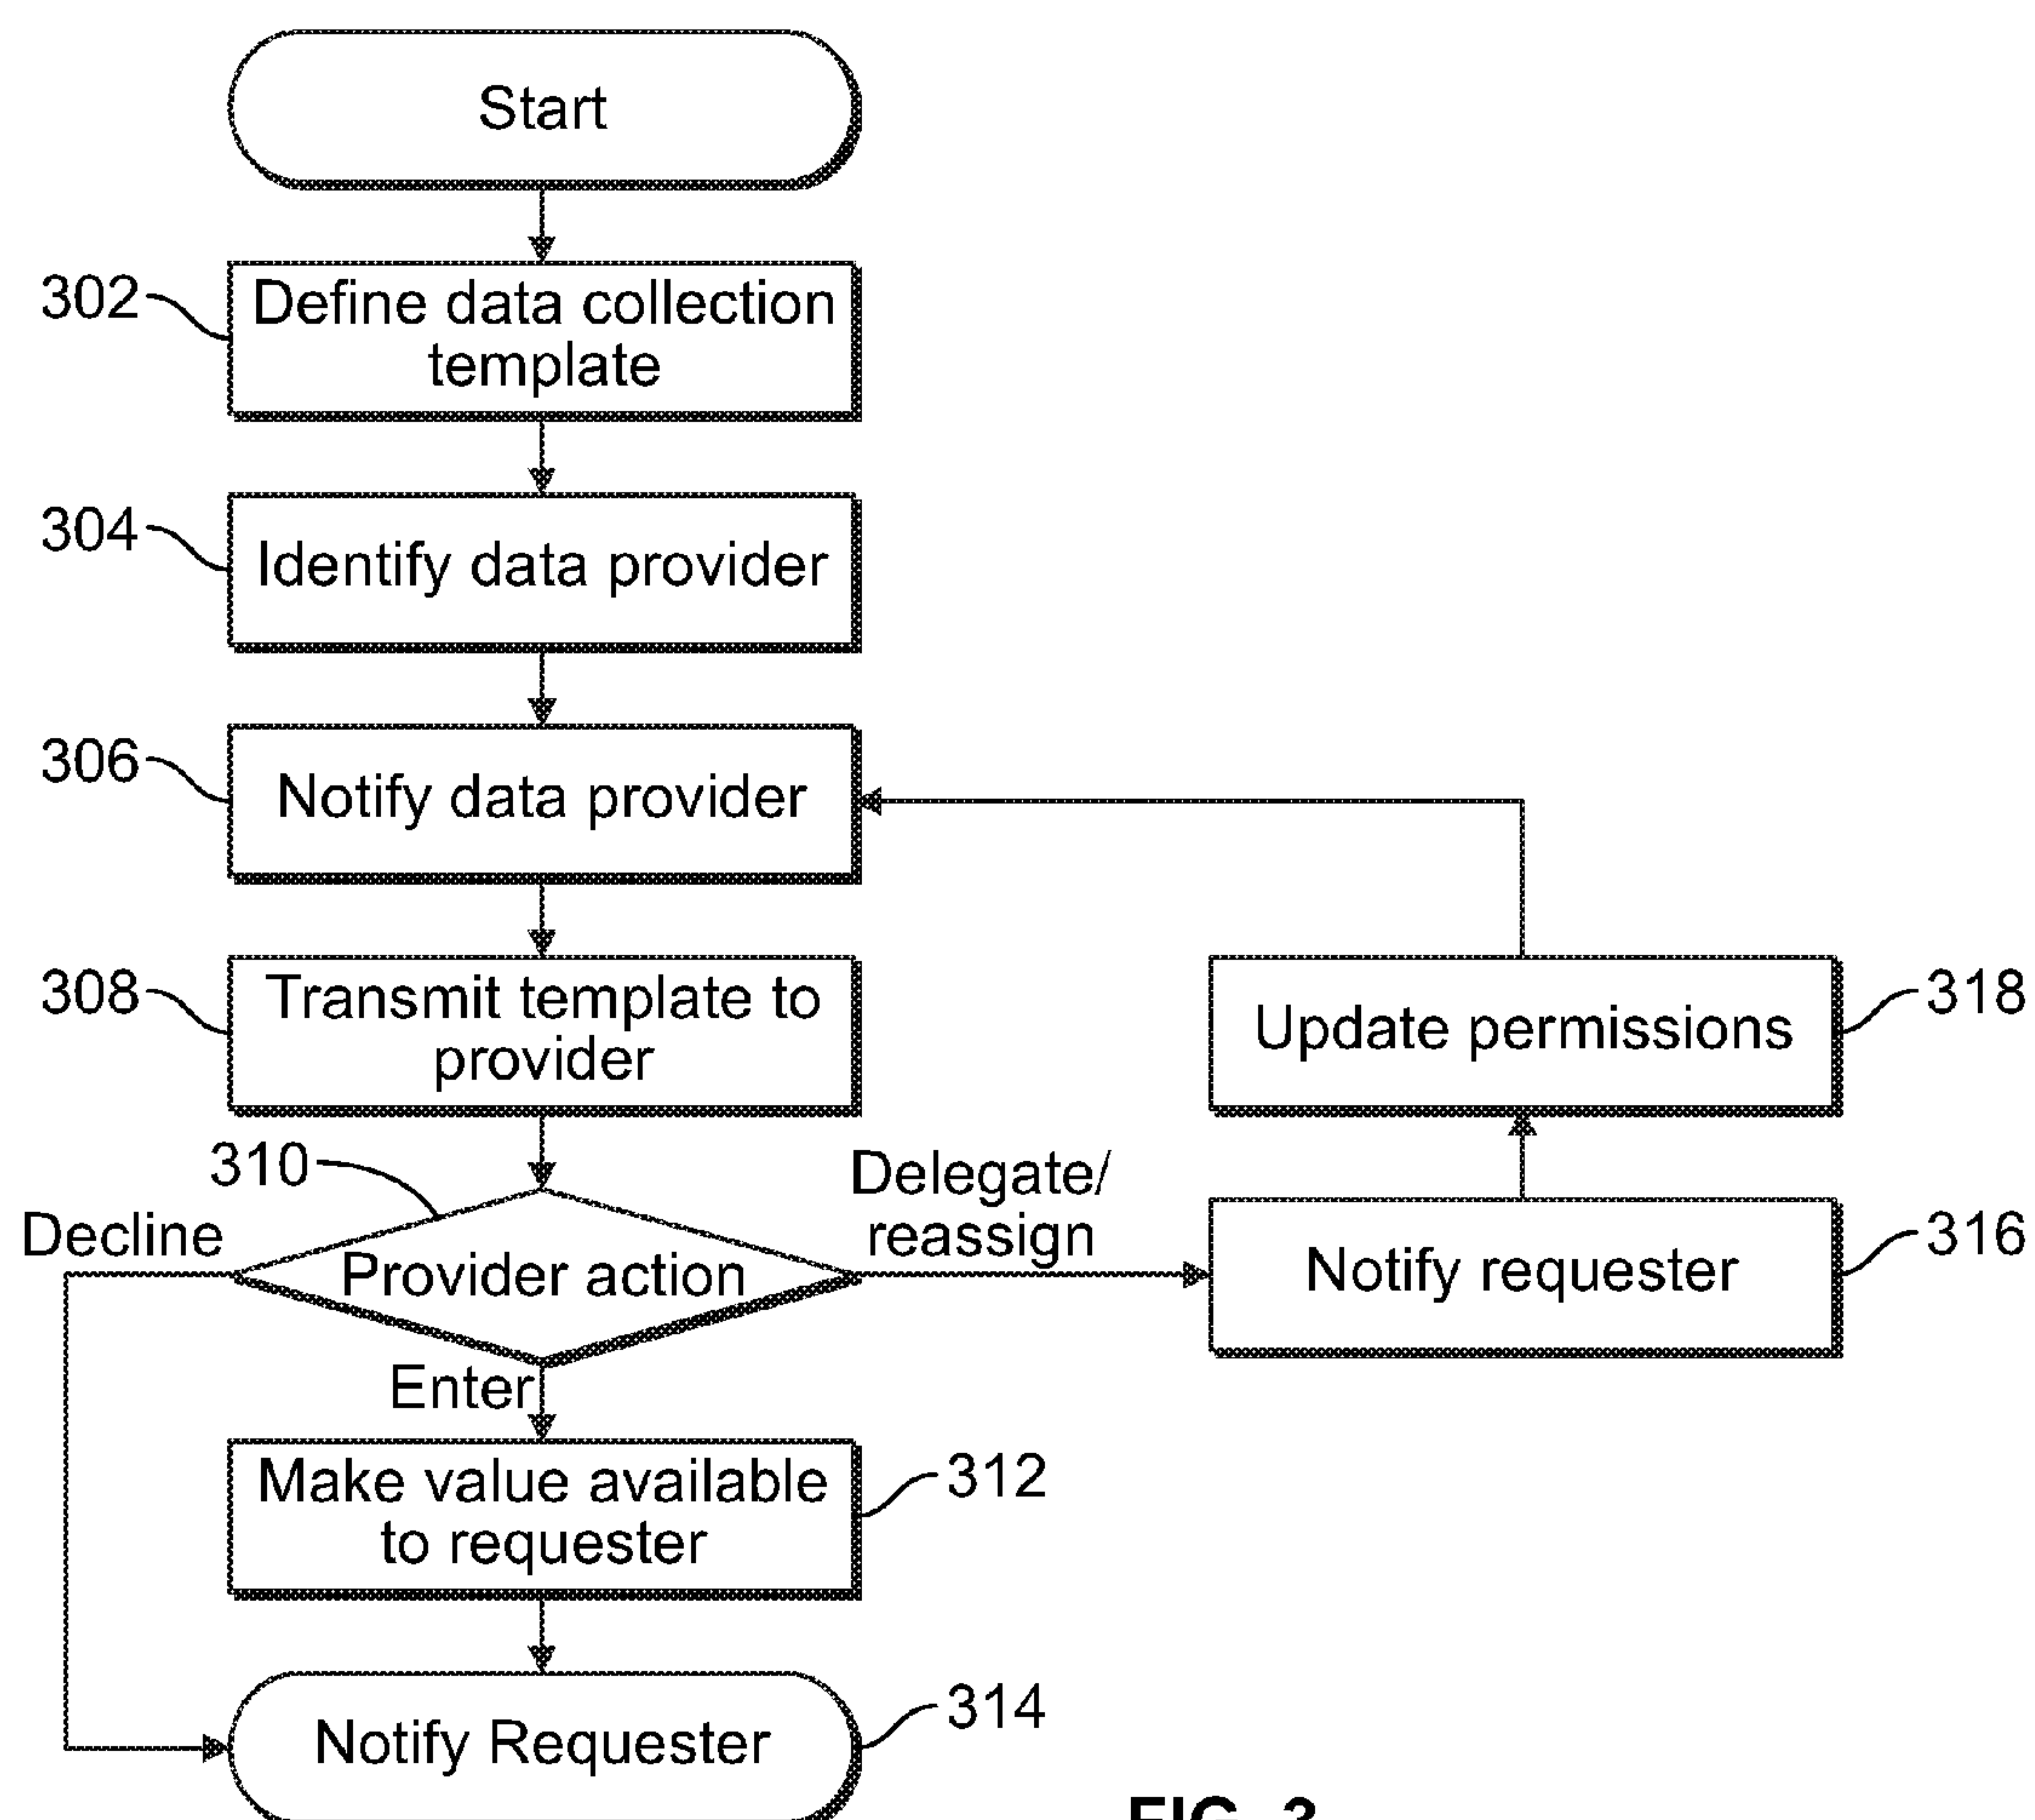 Start
302
Define data collection
template
304
Identify data provider
306
Notify data provider
308
Transmit template to
provider
318
Update permissions
310
Decline
Provider action
Delegate/
reassign
316
Notify requester
Enter
312
Make value available
to requester
314
Notify Requester
FIG. 3